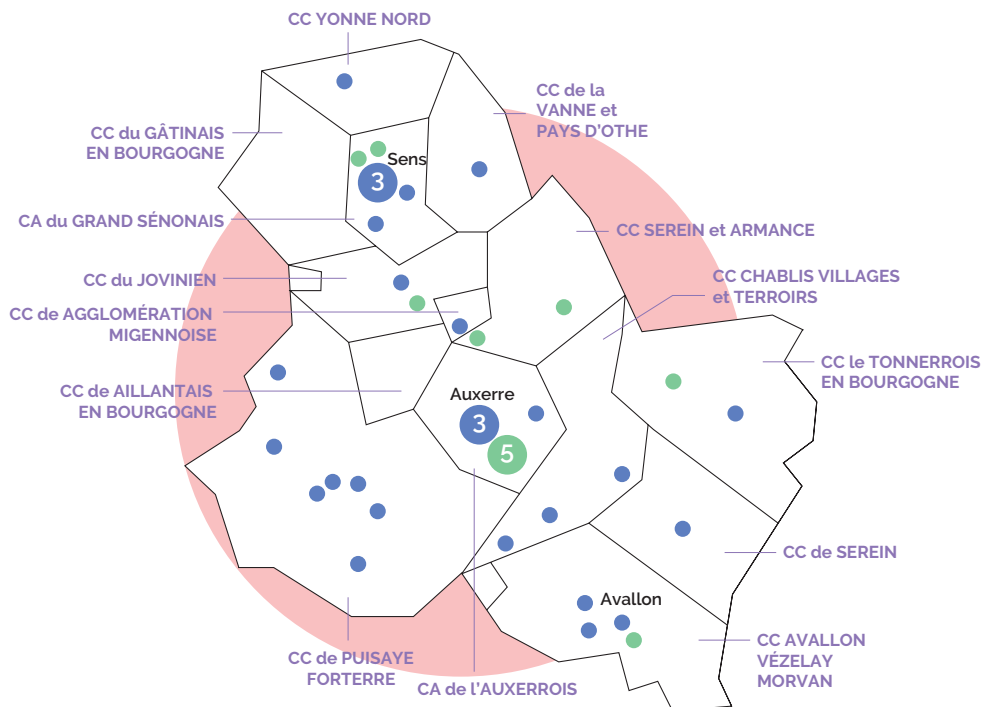 CC YONNE NORD
CC de la
VANNE et
PAYS D'OTHE
CC du GÂTINAIS
EN BOURGOGNE
Sens
3
CA du GRAND SÉNONAIS
CC SEREIN et ARMANCE
CC du JOVINIEN
CC CHABLIS VILLAGES
et TERROIRS
CC de AGGLOMÉRATION
MIGENNOISE
CC le TONNERROIS
EN BOURGOGNE
CC de AILLANTAIS
EN BOURGOGNE
Auxerre
3
5
CC de SEREIN
Avallon
CC AVALLON
VÉZELAY
MORVAN
CC de PUISAYE
FORTERRE
CA de l'AUXERROIS